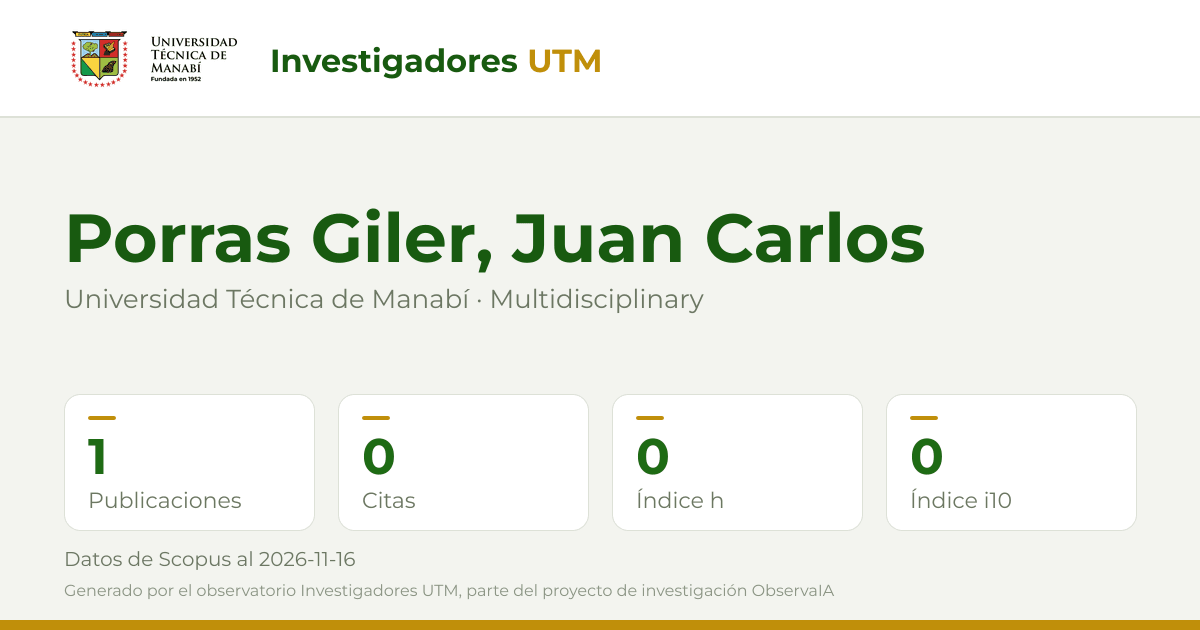 UNIVERSIDAD
TÉCNICA DE
MANABÍ
Fundada en 1952
Investigadores UTM
Porras Giler, Juan Carlos
Universidad Técnica de Manabí · Multidisciplinary
1
Publicaciones
0
Citas
0
Índice h
0
Índice i10
Datos de Scopus al 2026-11-16
Generado por el observatorio Investigadores UTM, parte del proyecto de investigación ObservaIA